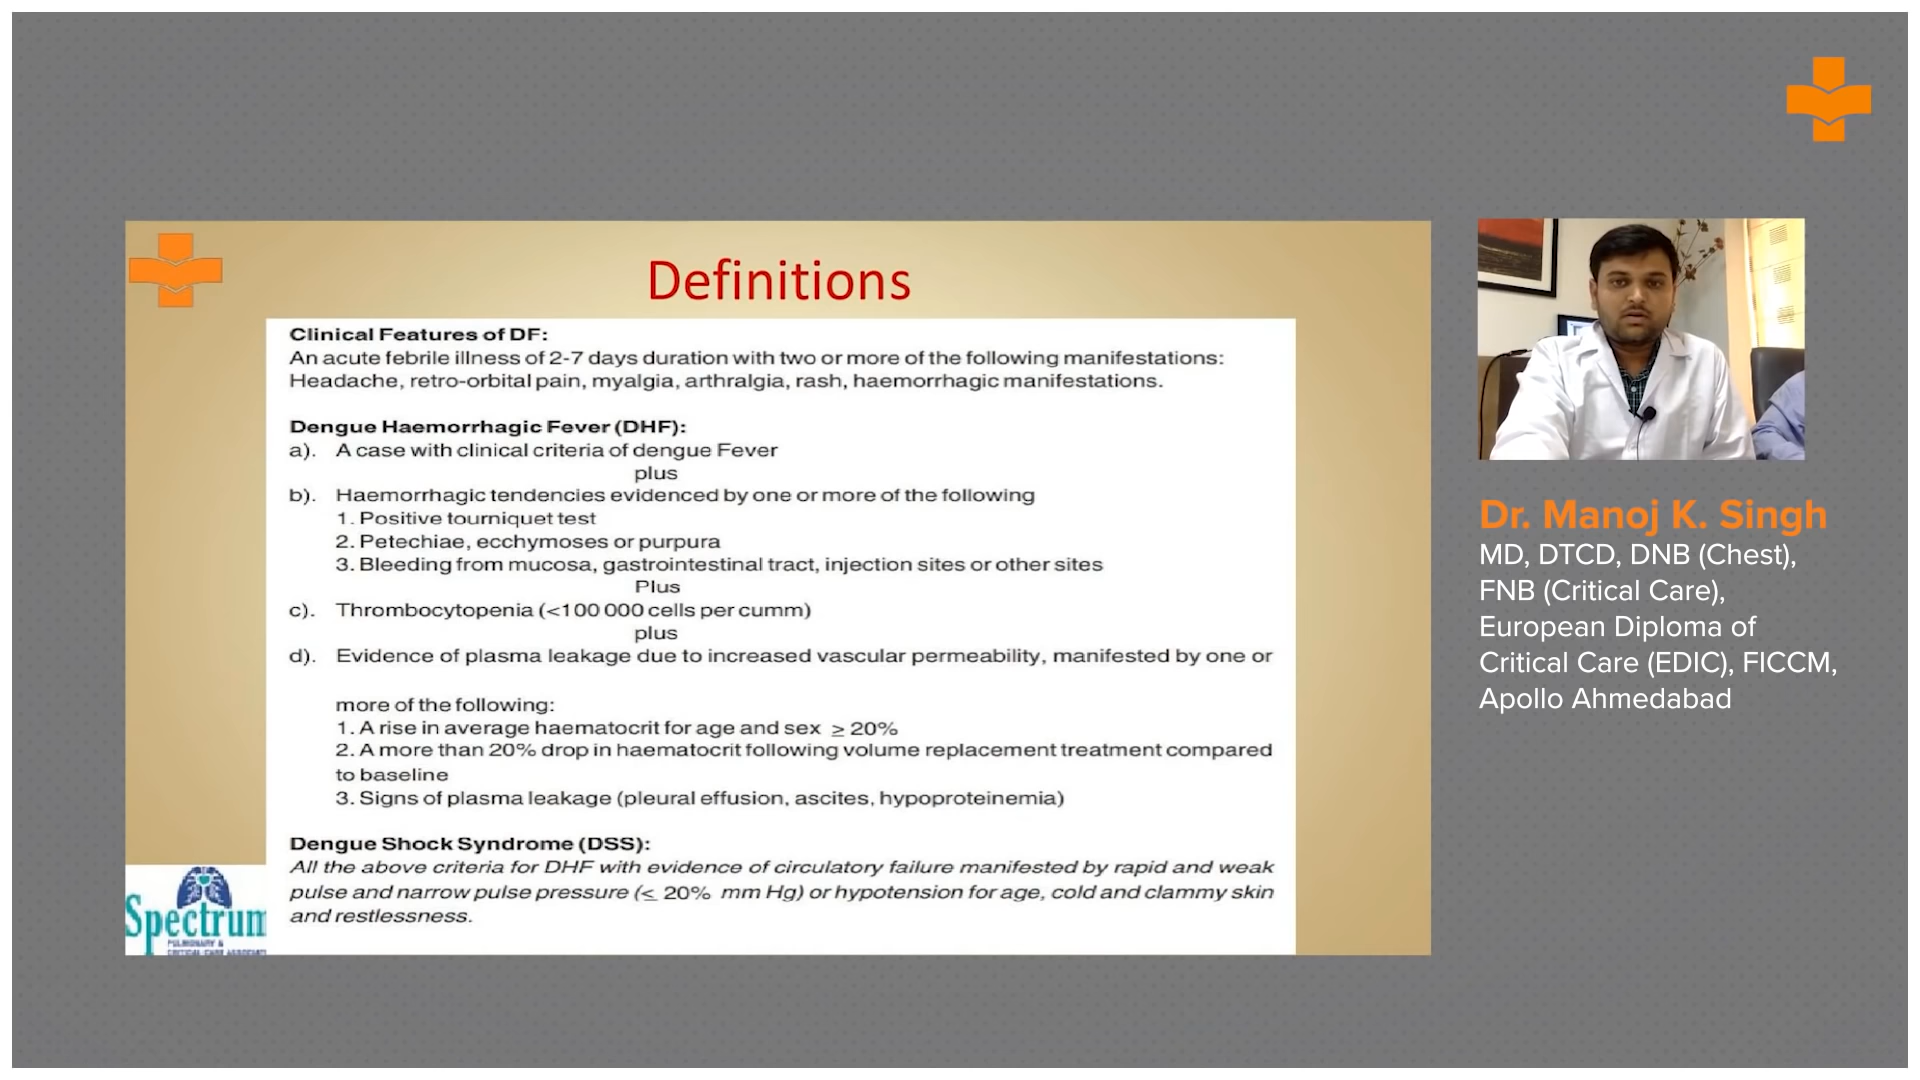 Definitions
Clinical Features of DF:
An acute febrile illness of 2-7 days duration with two or more of the following manifestations:
Headache, retro-orbital pain, myalgia, arthralgia, rash, haemorrhagic manifestations.
Dengue Haemorrhagic Fever (DHF):
a). A case with clinical criteria of dengue Fever
plus
b). Haemorrhagic tendencies evidenced by one or more of the following
1. Positive tourniquet test
2. Petechiae, ecchymoses or purpura
3. Bleeding from mucosa, gastrointestinal tract, injection sites or other sites
Plus
c). Thrombocytopenia (<100 000 cells per cumm)
plus
d). Evidence of plasma leakage due to increased vascular permeability, manifested by one or
more of the following:
1. A rise in average haematocrit for age and sex ≥ 20%
2. A more than 20% drop in haematocrit following volume replacement treatment compared
to baseline
3. Signs of plasma leakage (pleural effusion, ascites, hypoproteinemia)
Dengue Shock Syndrome (DSS):
All the above criteria for DHF with evidence of circulatory failure manifested by rapid and weak
pulse and narrow pulse pressure (≤ 20% mm Hg) or hypotension for age, cold and clammy skin
and restlessness.
Spectrum
PULMONARY &
CRITICAL CARE
Dr. Manoj K. Singh
MD, DTCD, DNB (Chest),
FNB (Critical Care),
European Diploma of
Critical Care (EDIC), FICCM,
Apollo Ahmedabad